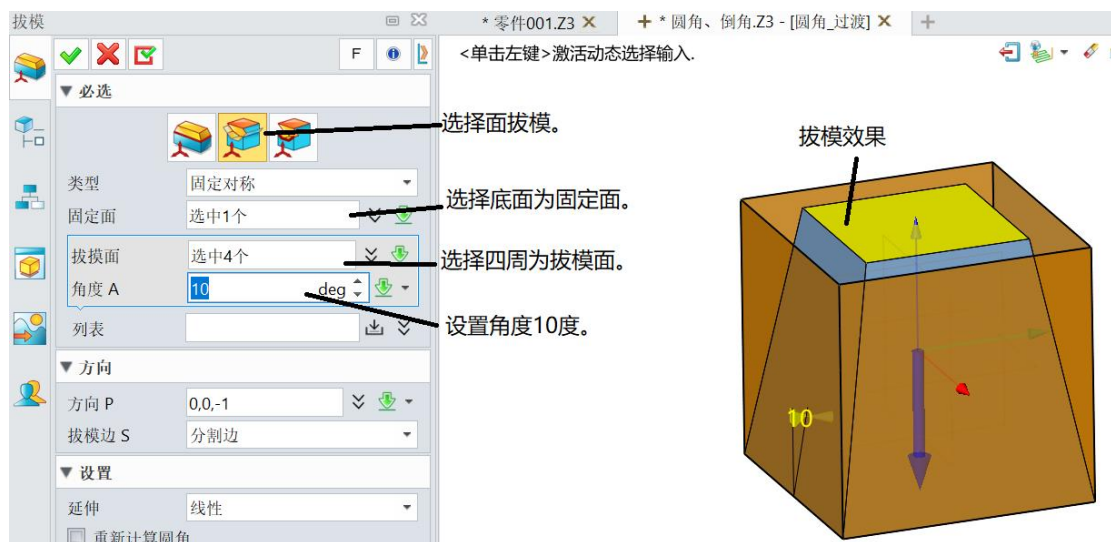 拔模
* 零件001.Z3
* 圆角、倒角.Z3 - [圆角_过渡]
F
<单击左键>激活动态选择输入.
必选
选择面拔模。
拔模效果
类型
固定对称
固定面
选中1个
选择底面为固定面。
拔摸面
选中4个
选择四周为拔模面。
角度 A
10
deg
设置角度10度。
列表
方向
方向 P
0,0,-1
拔模边 S
分割边
10
设置
延伸
线性
重新计算圆角